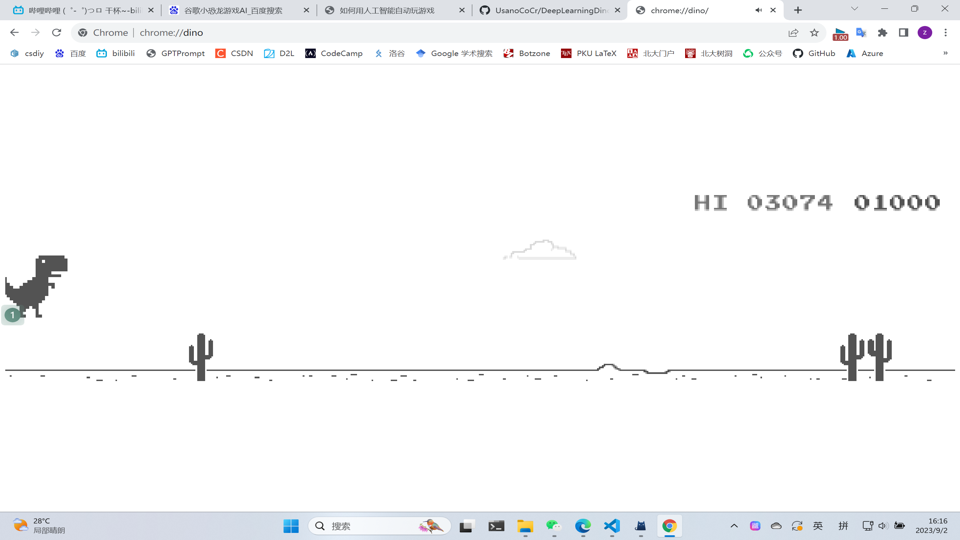 哔哩哔哩 ( ゜- ゜)つロ 干杯~-bili
谷歌小恐龙游戏AI_百度搜索
如何用人工智能自动玩游戏
UsanoCoCr/DeepLearningDin
chrome://dino/
Chrome | chrome://dino
1.00
z
csdiy
百度
bilibili
GPTPrompt
CSDN
D2L
CodeCamp
洛谷
Google 学术搜索
Botzone
PKU LaTeX
北大门户
北大树洞
公众号
GitHub
Azure
»
HI 03074 01000
1
28°C
局部晴朗
搜索
英
拼
16:16
2023/9/2